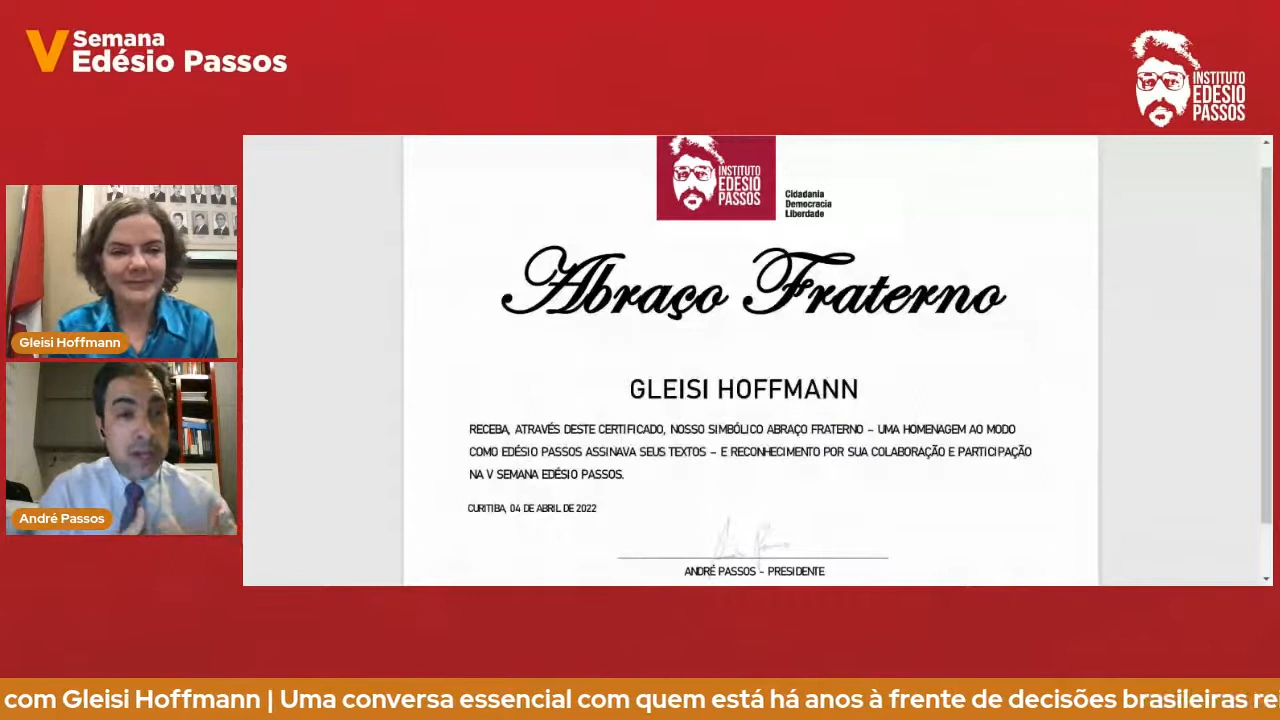 V Semana
Edésio Passos
INSTITUTO
EDÉSIO
PASSOS
INSTITUTO
EDÉSIO
PASSOS
Cidadania
Democracia
Liberdade
Abraço Fraterno
GLEISI HOFFMANN
RECEBA, ATRAVÉS DESTE CERTIFICADO, NOSSO SIMBÓLICO ABRAÇO FRATERNO – UMA HOMENAGEM AO MODO
COMO EDÉSIO PASSOS ASSINAVA SEUS TEXTOS – E RECONHECIMENTO POR SUA COLABORAÇÃO E PARTICIPAÇÃO
NA V SEMANA EDÉSIO PASSOS.
CURITIBA, 04 DE ABRIL DE 2022
ANDRÉ PASSOS – PRESIDENTE
Gleisi Hoffmann
André Passos
com Gleisi Hoffmann | Uma conversa essencial com quem está há anos à frente de decisões brasileiras rei